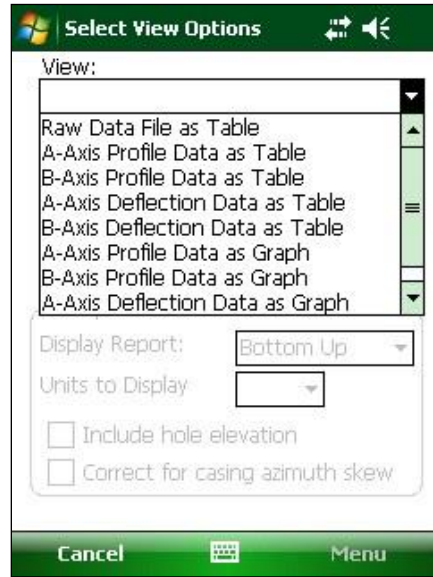 Select View Options
View:
Raw Data File as Table
A-Axis Profile Data as Table
B-Axis Profile Data as Table
A-Axis Deflection Data as Table
B-Axis Deflection Data as Table
A-Axis Profile Data as Graph
B-Axis Profile Data as Graph
A-Axis Deflection Data as Graph
Display Report: Bottom Up
Units to Display
Include hole elevation
Correct for casing azimuth skew
Cancel Menu